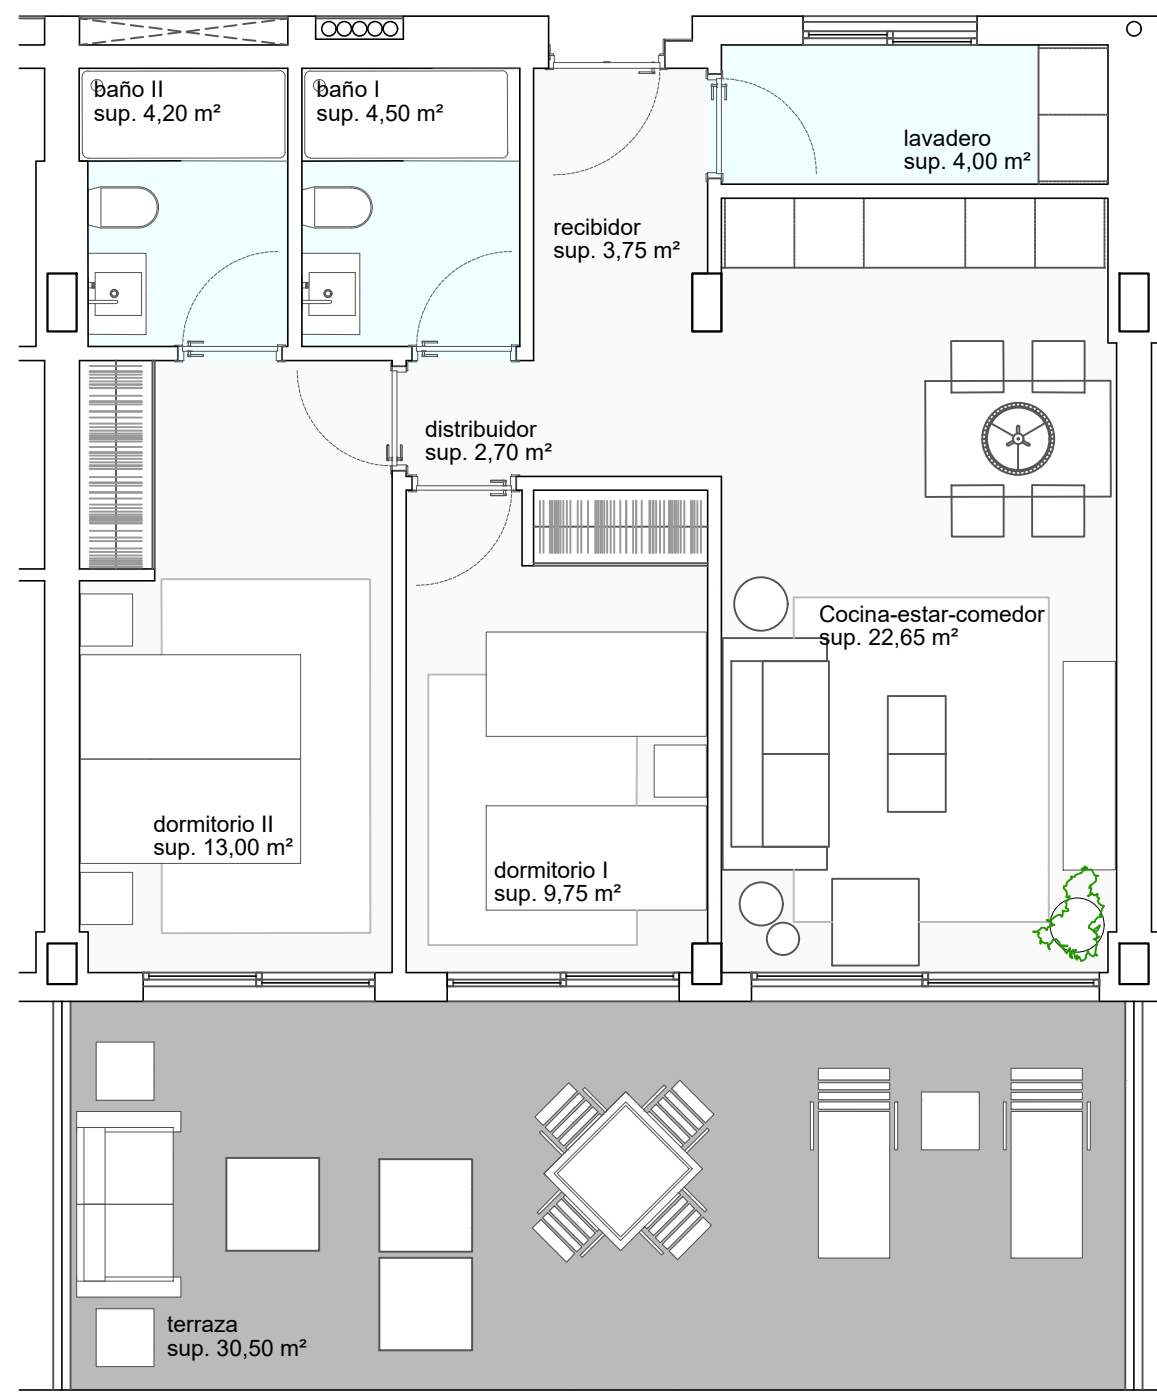 baño II
sup. 4,20 m²
baño I
sup. 4,50 m²
lavadero
sup. 4,00 m²
recibidor
sup. 3,75 m²
distribuidor
sup. 2,70 m²
Cocina-estar-comedor
sup. 22,65 m²
dormitorio II
sup. 13,00 m²
dormitorio I
sup. 9,75 m²
terraza
sup. 30,50 m²